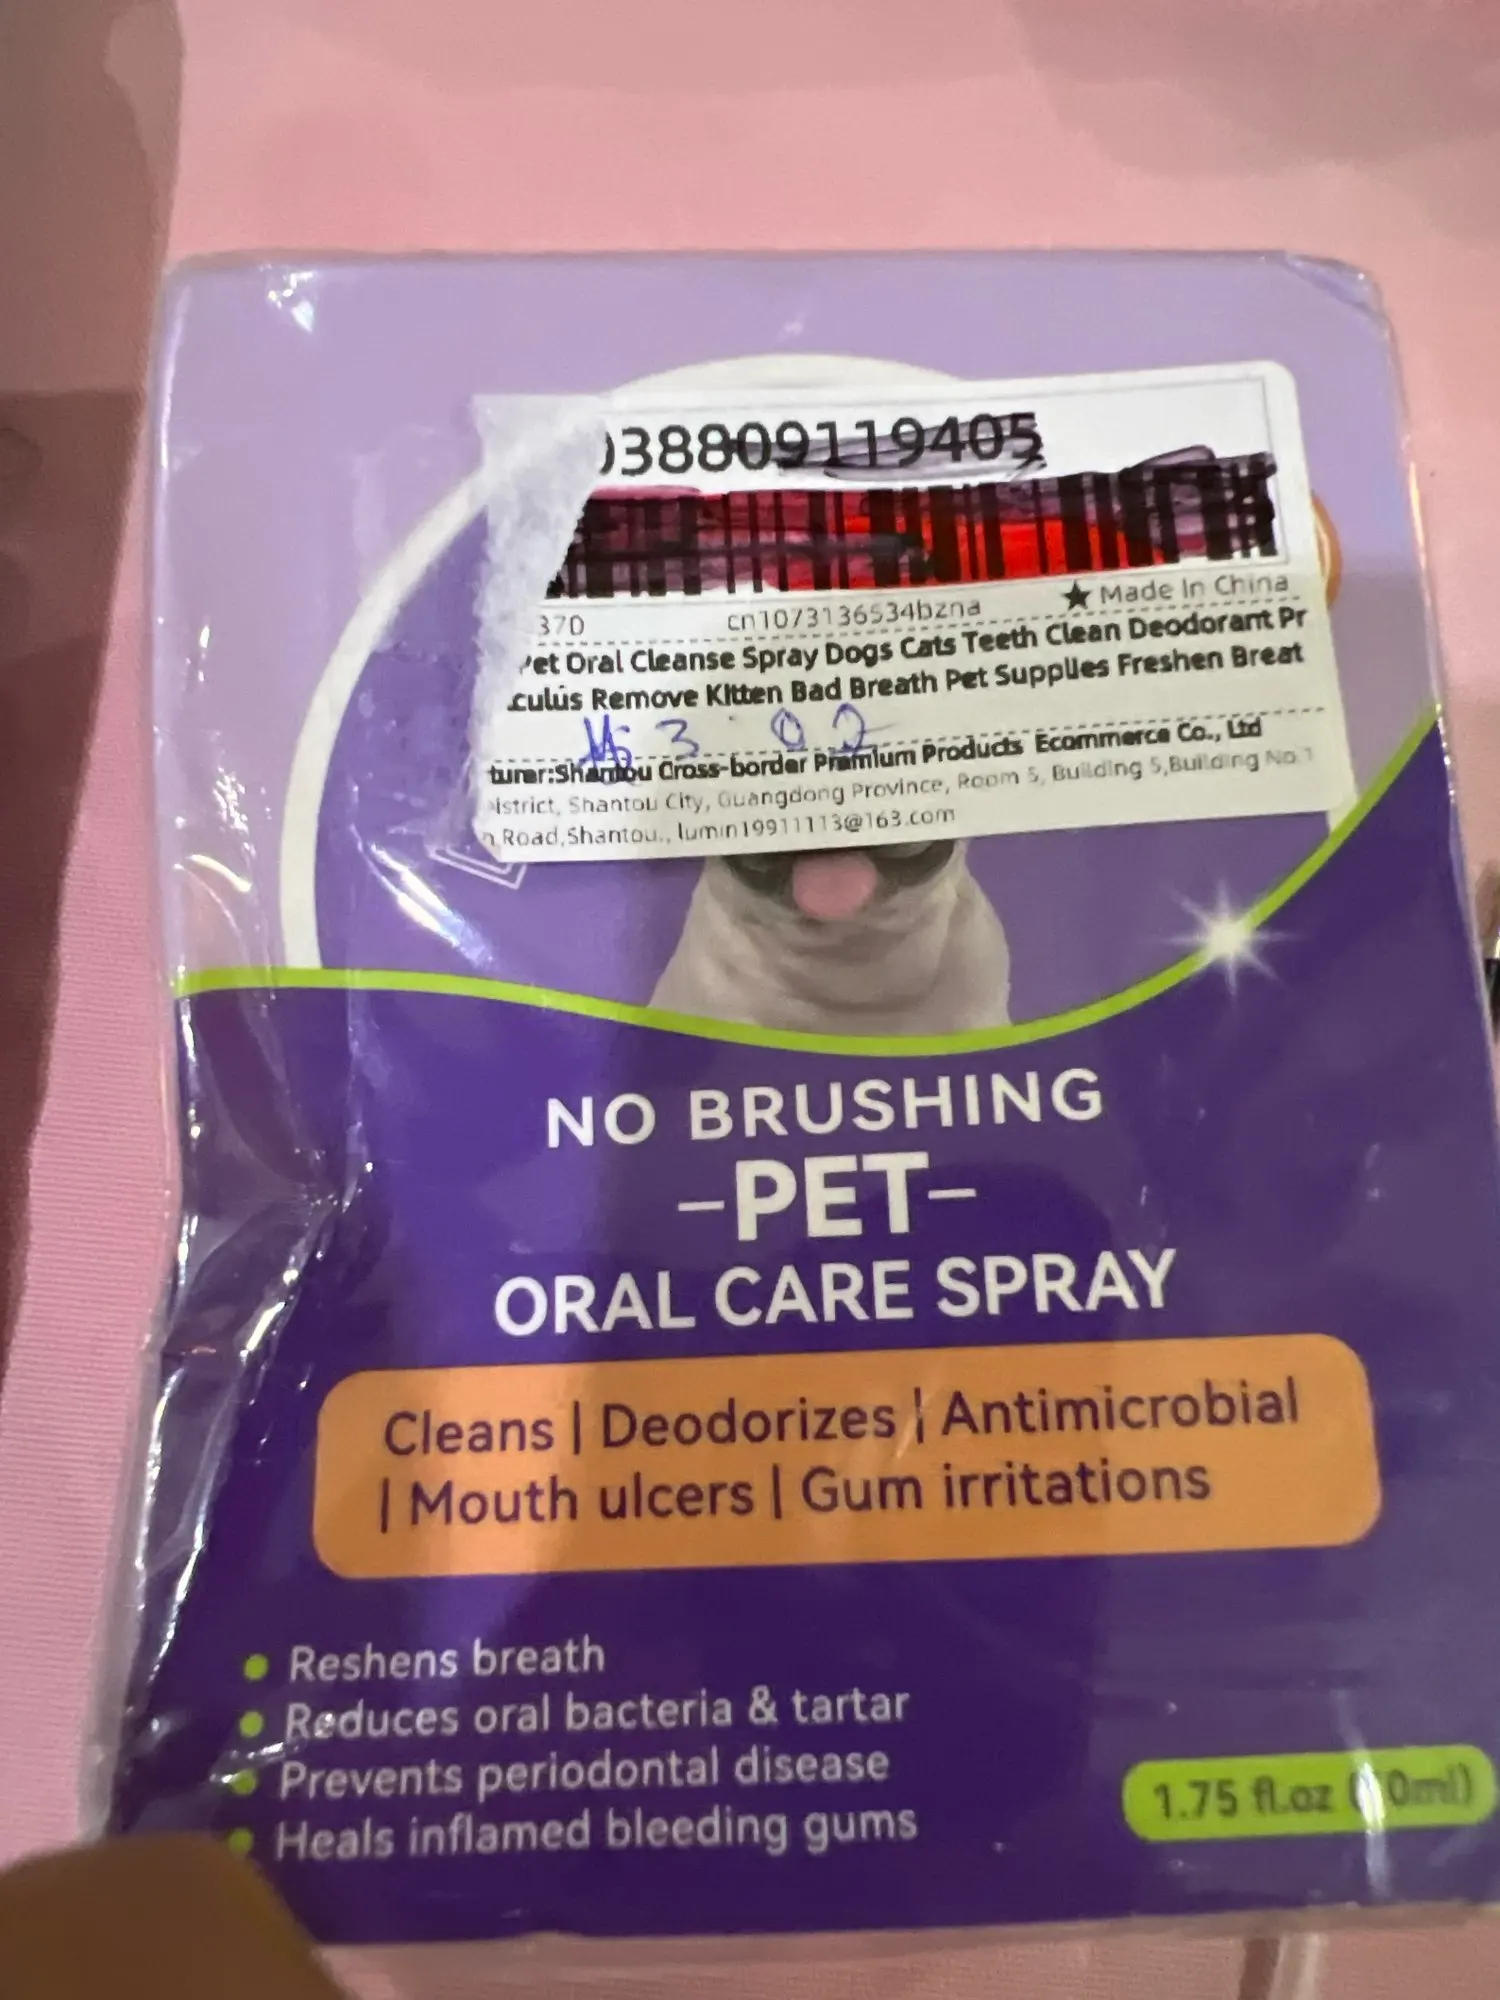 038809119405
370 cn1073136534bzna ★ Made In China
Pet Oral Cleanse Spray Dogs Cats Teeth Clean Deodorant Pr
culus Remove Kitten Bad Breath Pet Supplies Freshen Breat
3.00
turer:Shantou Cross-border Premium Products Ecommerce Co., Ltd
istrict, Shantou City, Guangdong Province, Room 5, Building 5,Building No.1
n Road,Shantou., lumin19911113@163.com
NO BRUSHING
-PET-
ORAL CARE SPRAY
Cleans | Deodorizes | Antimicrobial
| Mouth ulcers | Gum irritations
Reshens breath
Reduces oral bacteria & tartar
Prevents periodontal disease
Heals inflamed bleeding gums
1.75 fl.oz (0ml)